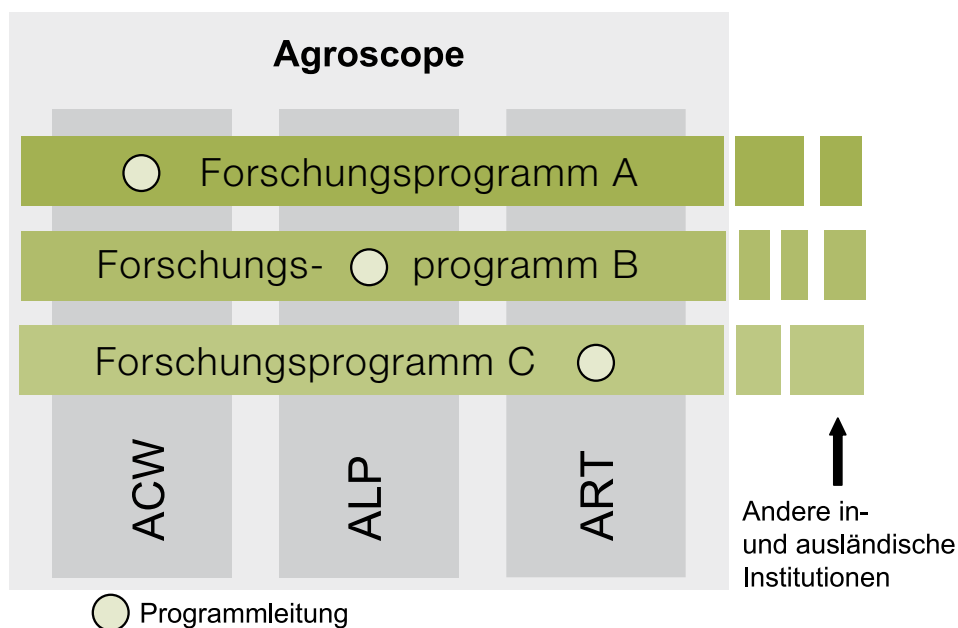 Agroscope
Forschungsprogramm A
Forschungs- programm B
Forschungsprogramm C
ACW
ALP
ART
Andere in-
und ausländische
Institutionen
Programmleitung